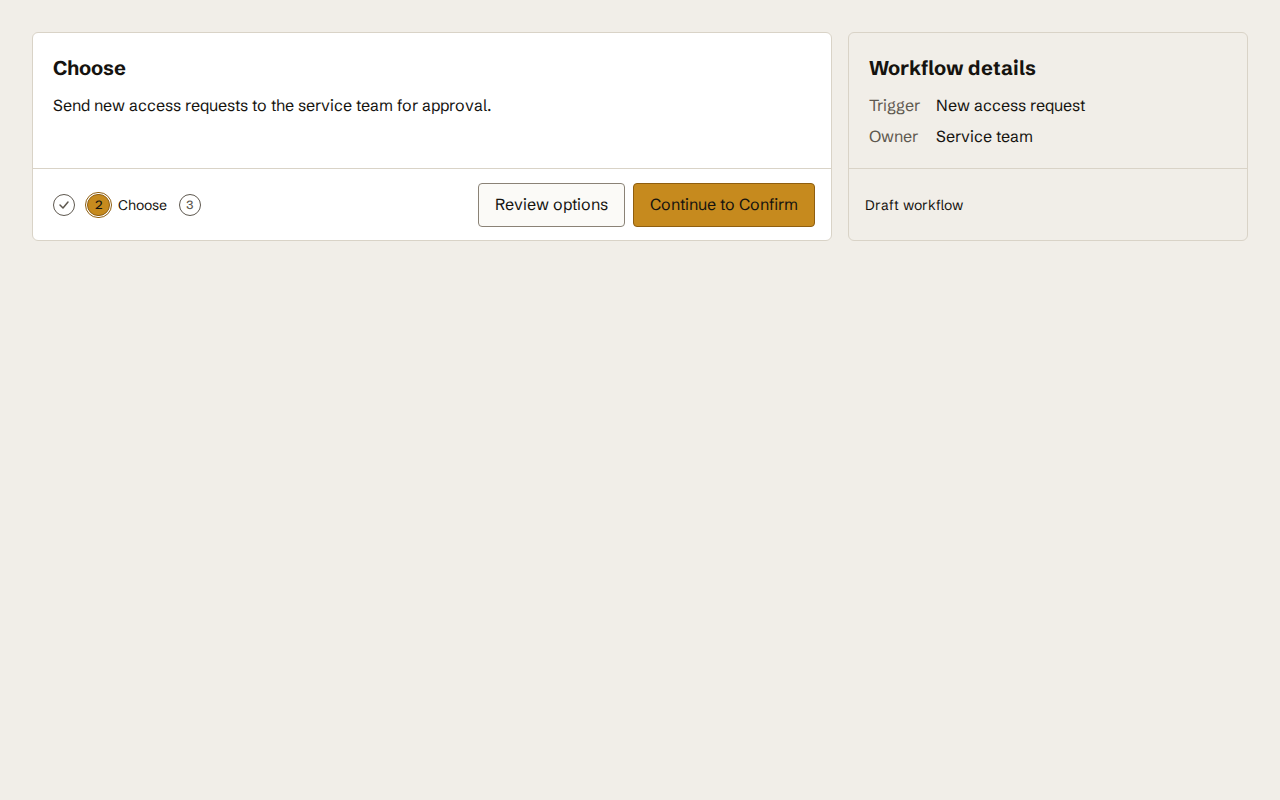 Choose
Send new access requests to the service team for approval.
2 Choose 3
Review options
Continue to Confirm
Workflow details
Trigger New access request
Owner Service team
Draft workflow